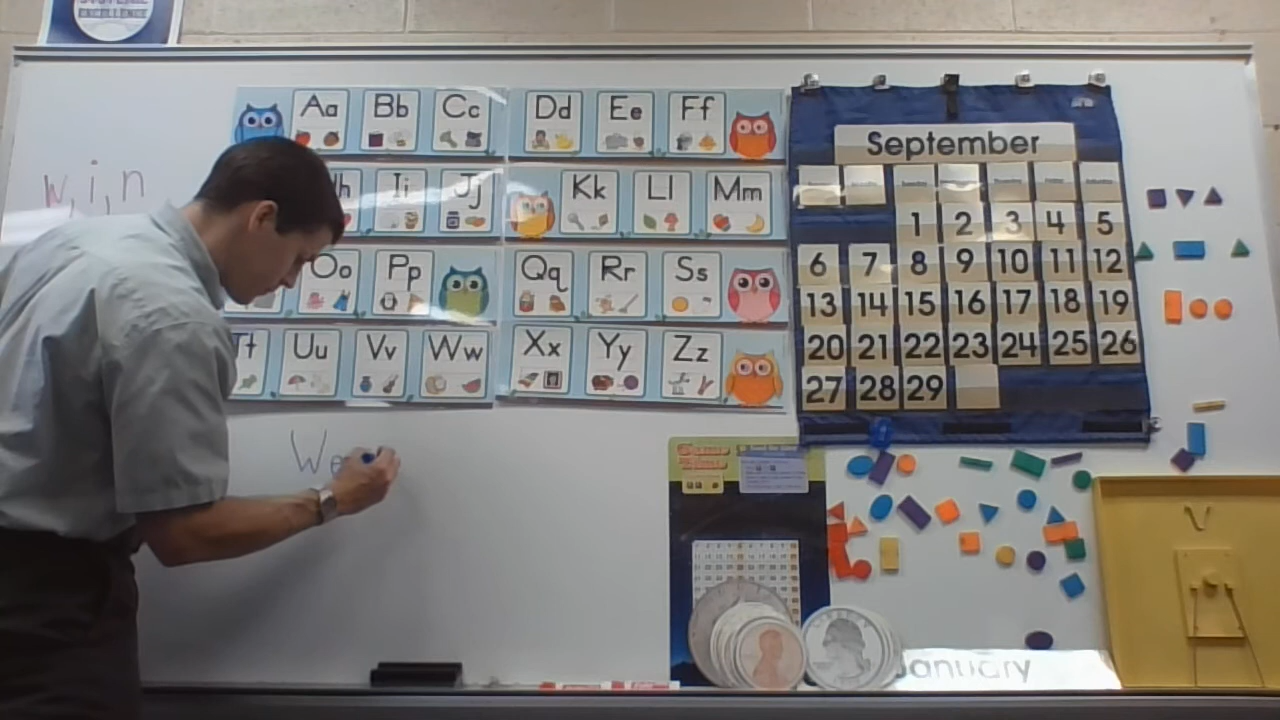 Aa Bb Cc Dd Ee Ff
Ii Jj Kk Ll Mm
Oo Pp Qq Rr Ss
Tt Uu Vv Ww Xx Yy Zz
w, i, n
We
September
1 2 3 4 5
6 7 8 9 10 11 12
13 14 15 16 17 18 19
20 21 22 23 24 25 26
27 28 29
January